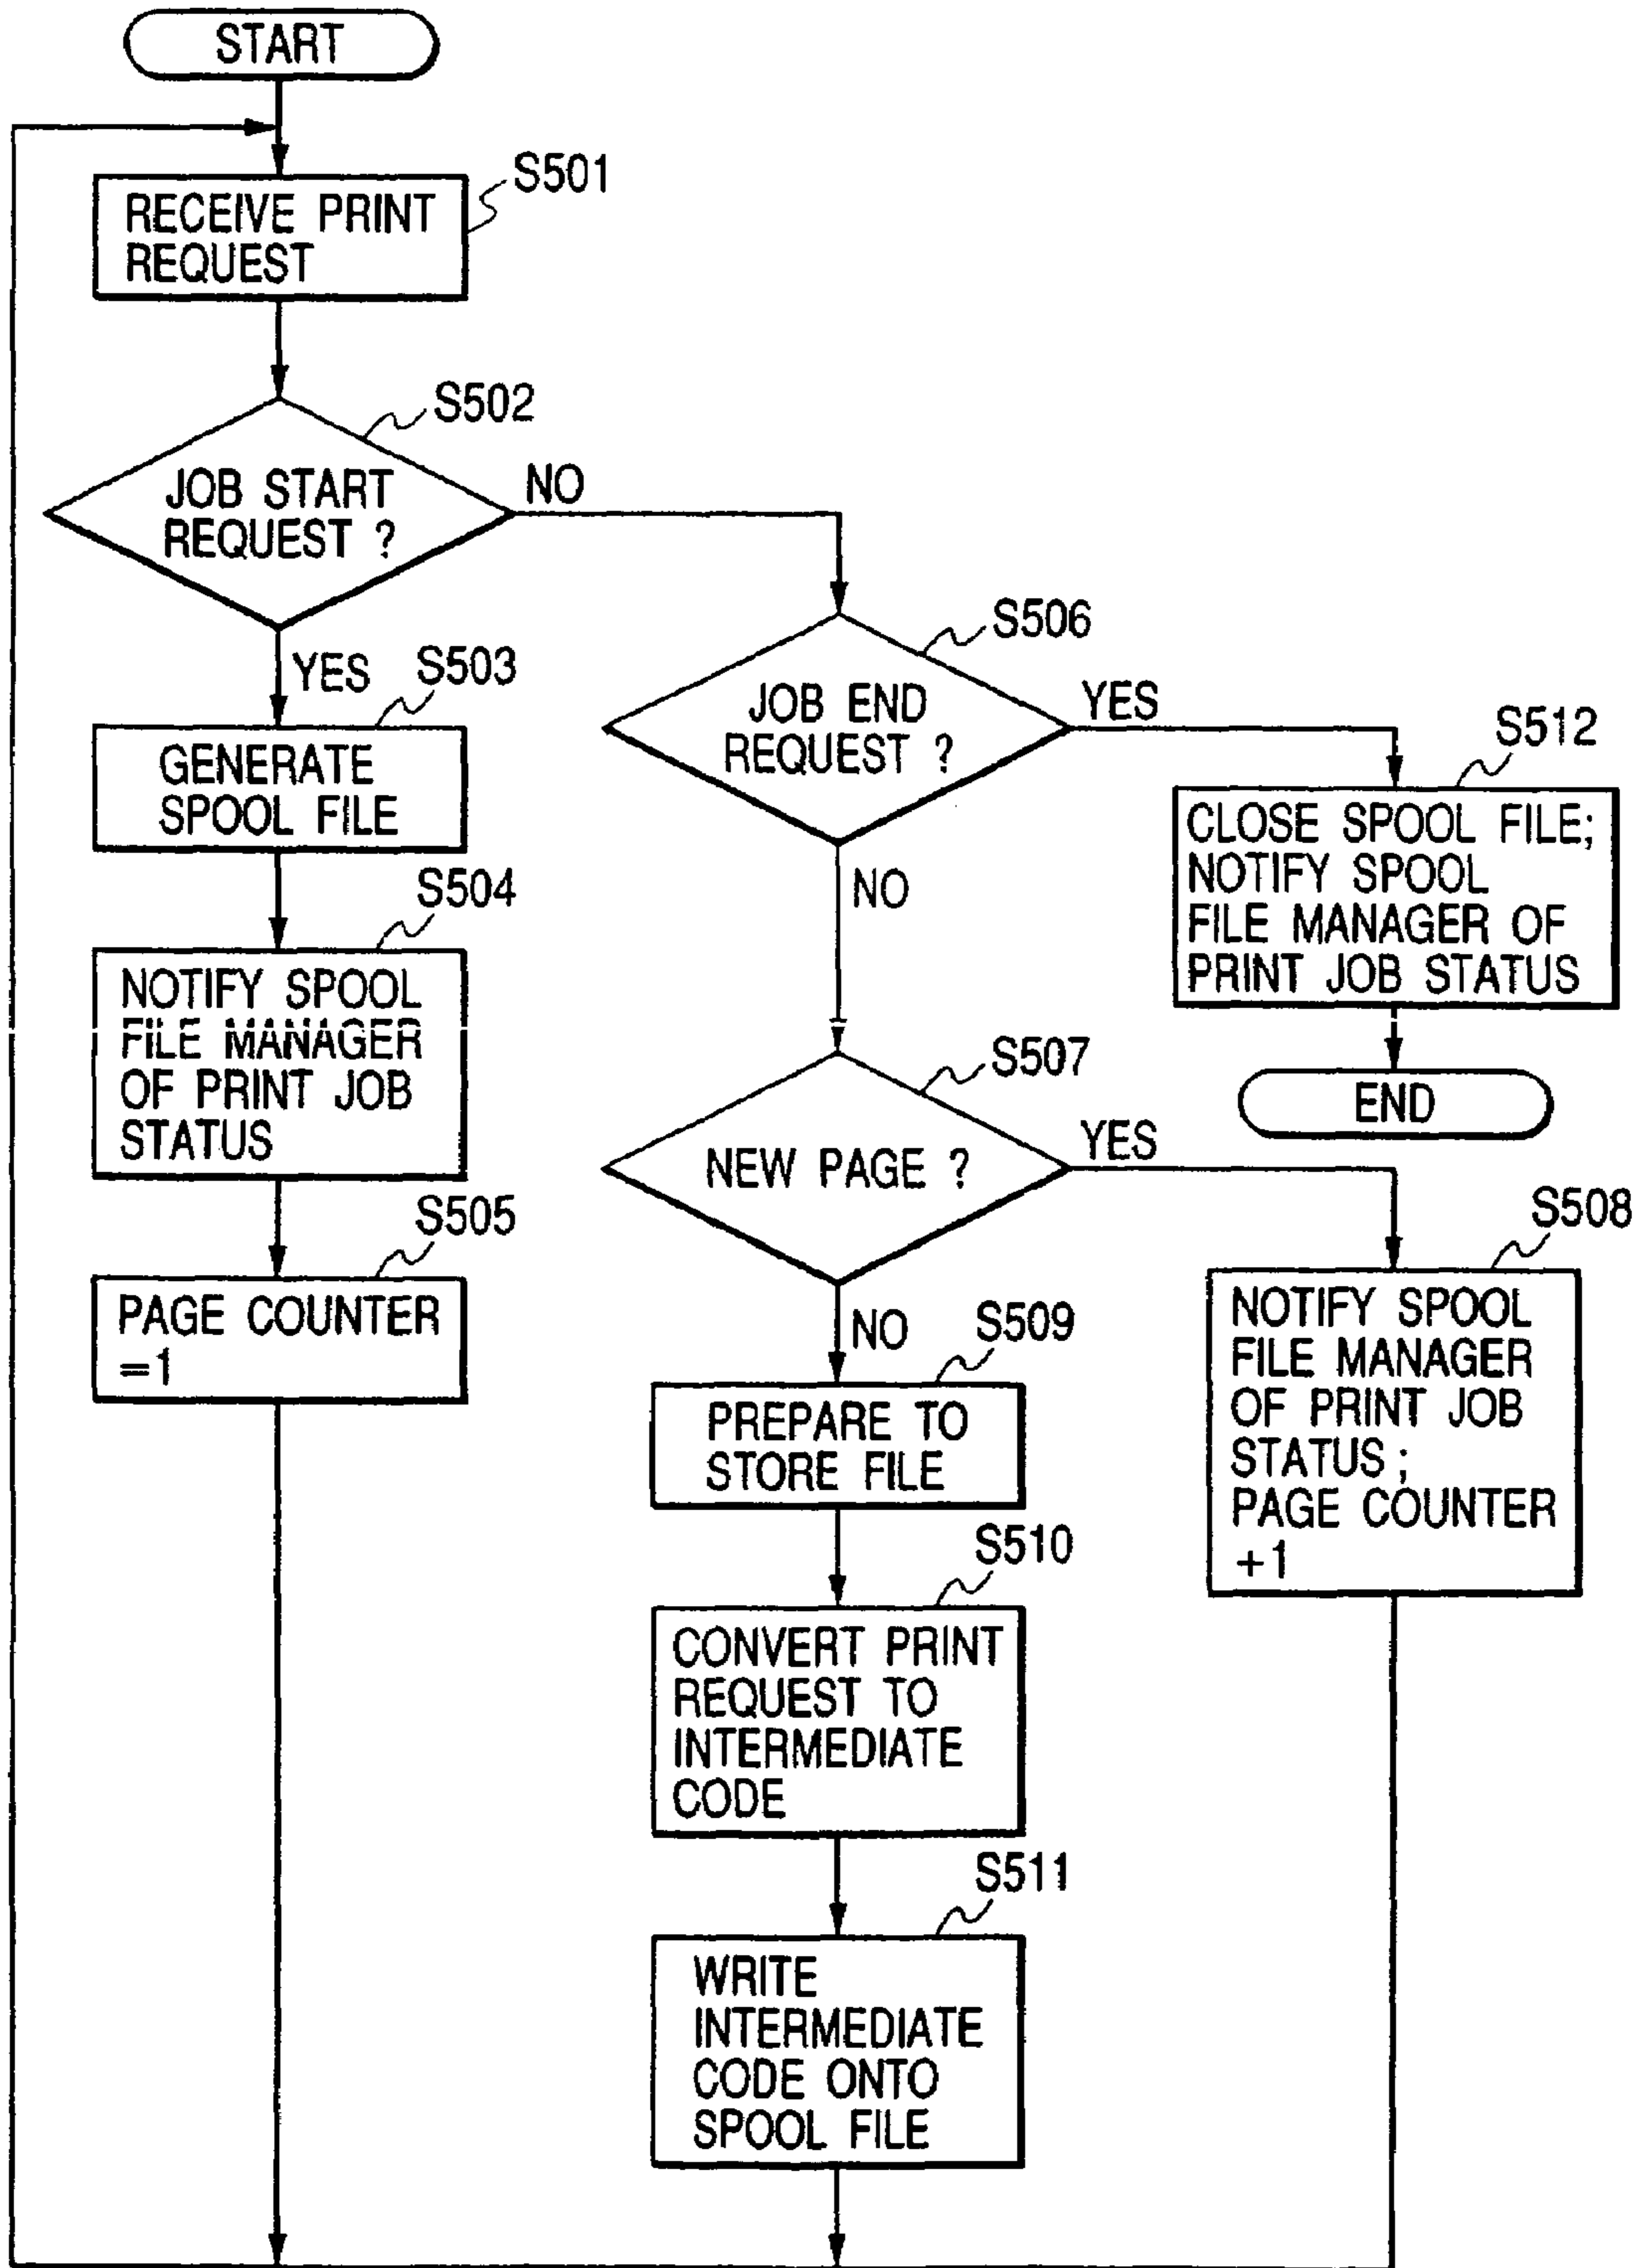 START
S501
RECEIVE PRINT
REQUEST
S502
JOB START
REQUEST ?
NO
YES
S503
GENERATE
SPOOL FILE
S504
NOTIFY SPOOL
FILE MANAGER
OF PRINT JOB
STATUS
S505
PAGE COUNTER
=1
S506
JOB END
REQUEST ?
YES
NO
S512
CLOSE SPOOL FILE;
NOTIFY SPOOL
FILE MANAGER OF
PRINT JOB STATUS
END
S507
NEW PAGE ?
YES
NO
S508
NOTIFY SPOOL
FILE MANAGER
OF PRINT JOB
STATUS ;
PAGE COUNTER
+1
S509
PREPARE TO
STORE FILE
S510
CONVERT PRINT
REQUEST TO
INTERMEDIATE
CODE
S511
WRITE
INTERMEDIATE
CODE ONTO
SPOOL FILE